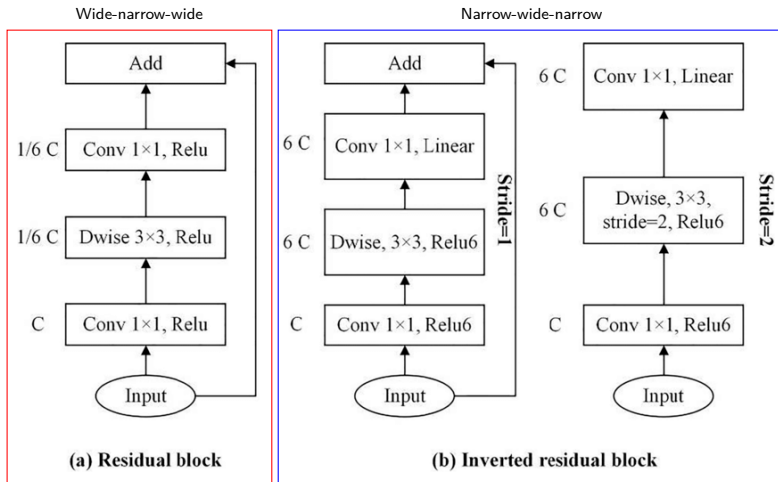 Wide-narrow-wide
Narrow-wide-narrow
Add
1/6 C
Conv 1×1, Relu
1/6 C
Dwise 3×3, Relu
C
Conv 1×1, Relu
Input
(a) Residual block
Add
6 C
Conv 1×1, Linear
6 C
Dwise, 3×3, Relu6
C
Conv 1×1, Relu6
Input
Stride=1
6 C
Conv 1×1, Linear
6 C
Dwise, 3×3,
stride=2, Relu6
C
Conv 1×1, Relu6
Input
Stride=2
(b) Inverted residual block